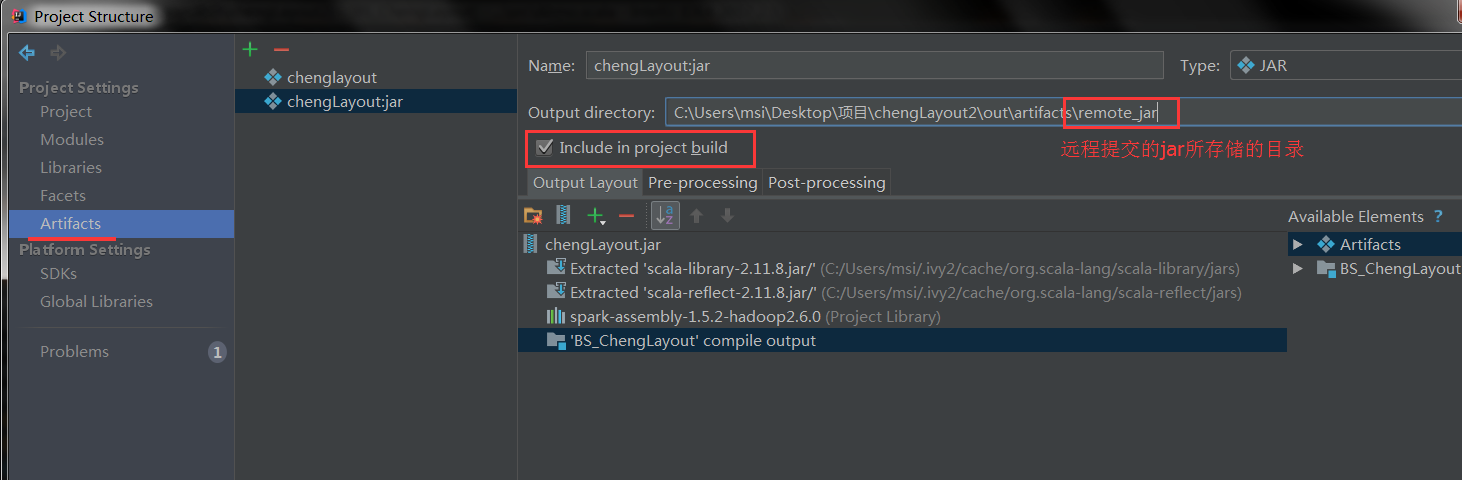 Project Structure
Project Settings
Project
Modules
Libraries
Facets
Artifacts
Platform Settings
SDKs
Global Libraries
Problems
1
chenglayout
chengLayout:jar
Name: chengLayout:jar Type: JAR
Output directory: C:\Users\msi\Desktop\项目\chengLayout2\out\artifacts\remote_jar
Include in project build
远程提交的jar所存储的目录
Output Layout Pre-processing Post-processing
Available Elements ?
chengLayout.jar
Extracted 'scala-library-2.11.8.jar/' (C:/Users/msi/.ivy2/cache/org.scala-lang/scala-library/jars)
Extracted 'scala-reflect-2.11.8.jar/' (C:/Users/msi/.ivy2/cache/org.scala-lang/scala-reflect/jars)
spark-assembly-1.5.2-hadoop2.6.0 (Project Library)
'BS_ChengLayout' compile output
Artifacts
BS_ChengLayout